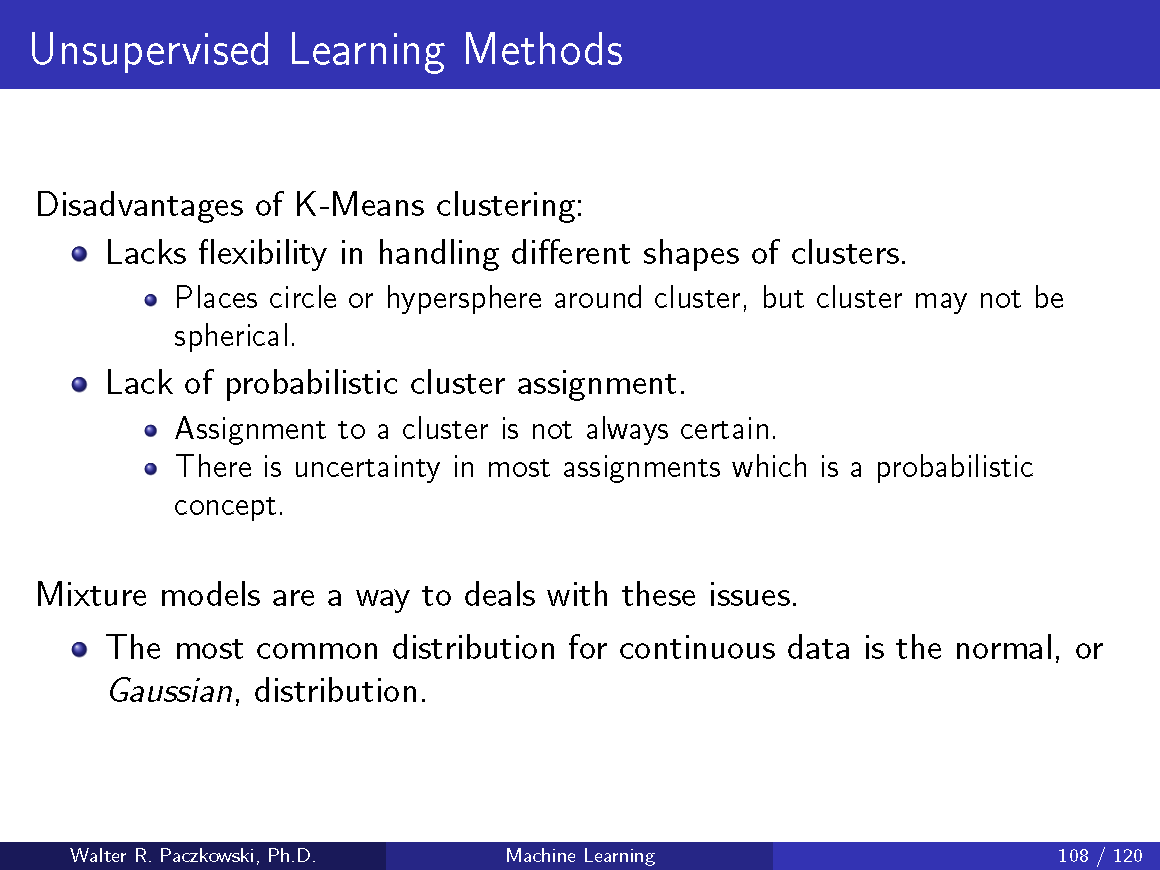 Unsupervised Learning Methods
Disadvantages of K-Means clustering:
Lacks flexibility in handling different shapes of clusters.
Places circle or hypersphere around cluster, but cluster may not be
spherical.
Lack of probabilistic cluster assignment.
Assignment to a cluster is not always certain.
There is uncertainty in most assignments which is a probabilistic
concept.
Mixture models are a way to deals with these issues.
The most common distribution for continuous data is the normal, or
Gaussian, distribution.
Walter R. Paczkowski, Ph.D.
Machine Learning
108 / 120